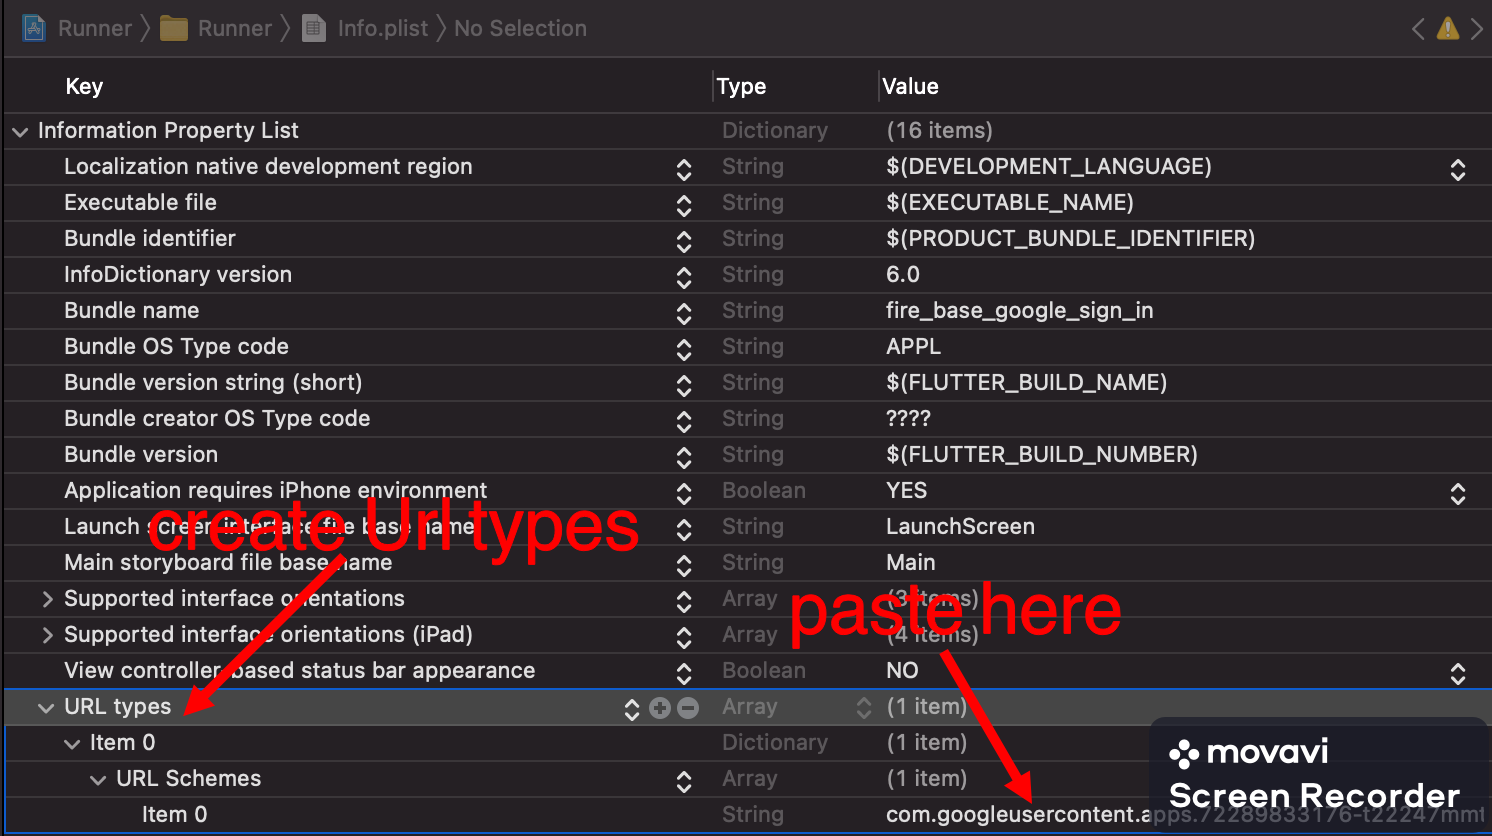 Runner Runner Info.plist No Selection
Key Type Value
Information Property List Dictionary (16 items)
Localization native development region String $(DEVELOPMENT_LANGUAGE)
Executable file String $(EXECUTABLE_NAME)
Bundle identifier String $(PRODUCT_BUNDLE_IDENTIFIER)
InfoDictionary version String 6.0
Bundle name String fire_base_google_sign_in
Bundle OS Type code String APPL
Bundle version string (short) String $(FLUTTER_BUILD_NAME)
Bundle creator OS Type code String ????
Bundle version String $(FLUTTER_BUILD_NUMBER)
Application requires iPhone environment Boolean YES
create Url types
Launch screen interface file base name String LaunchScreen
Main storyboard file base name String Main
Supported interface orientations Array (3 items)
paste here
Supported interface orientations (iPad) Array (4 items)
View controller-based status bar appearance Boolean NO
URL types Array (1 item)
Item 0 Dictionary (1 item)
movavi
URL Schemes Array (1 item)
Screen Recorder
Item 0 String com.googleusercontent.apps.72289833176-t22247mmt